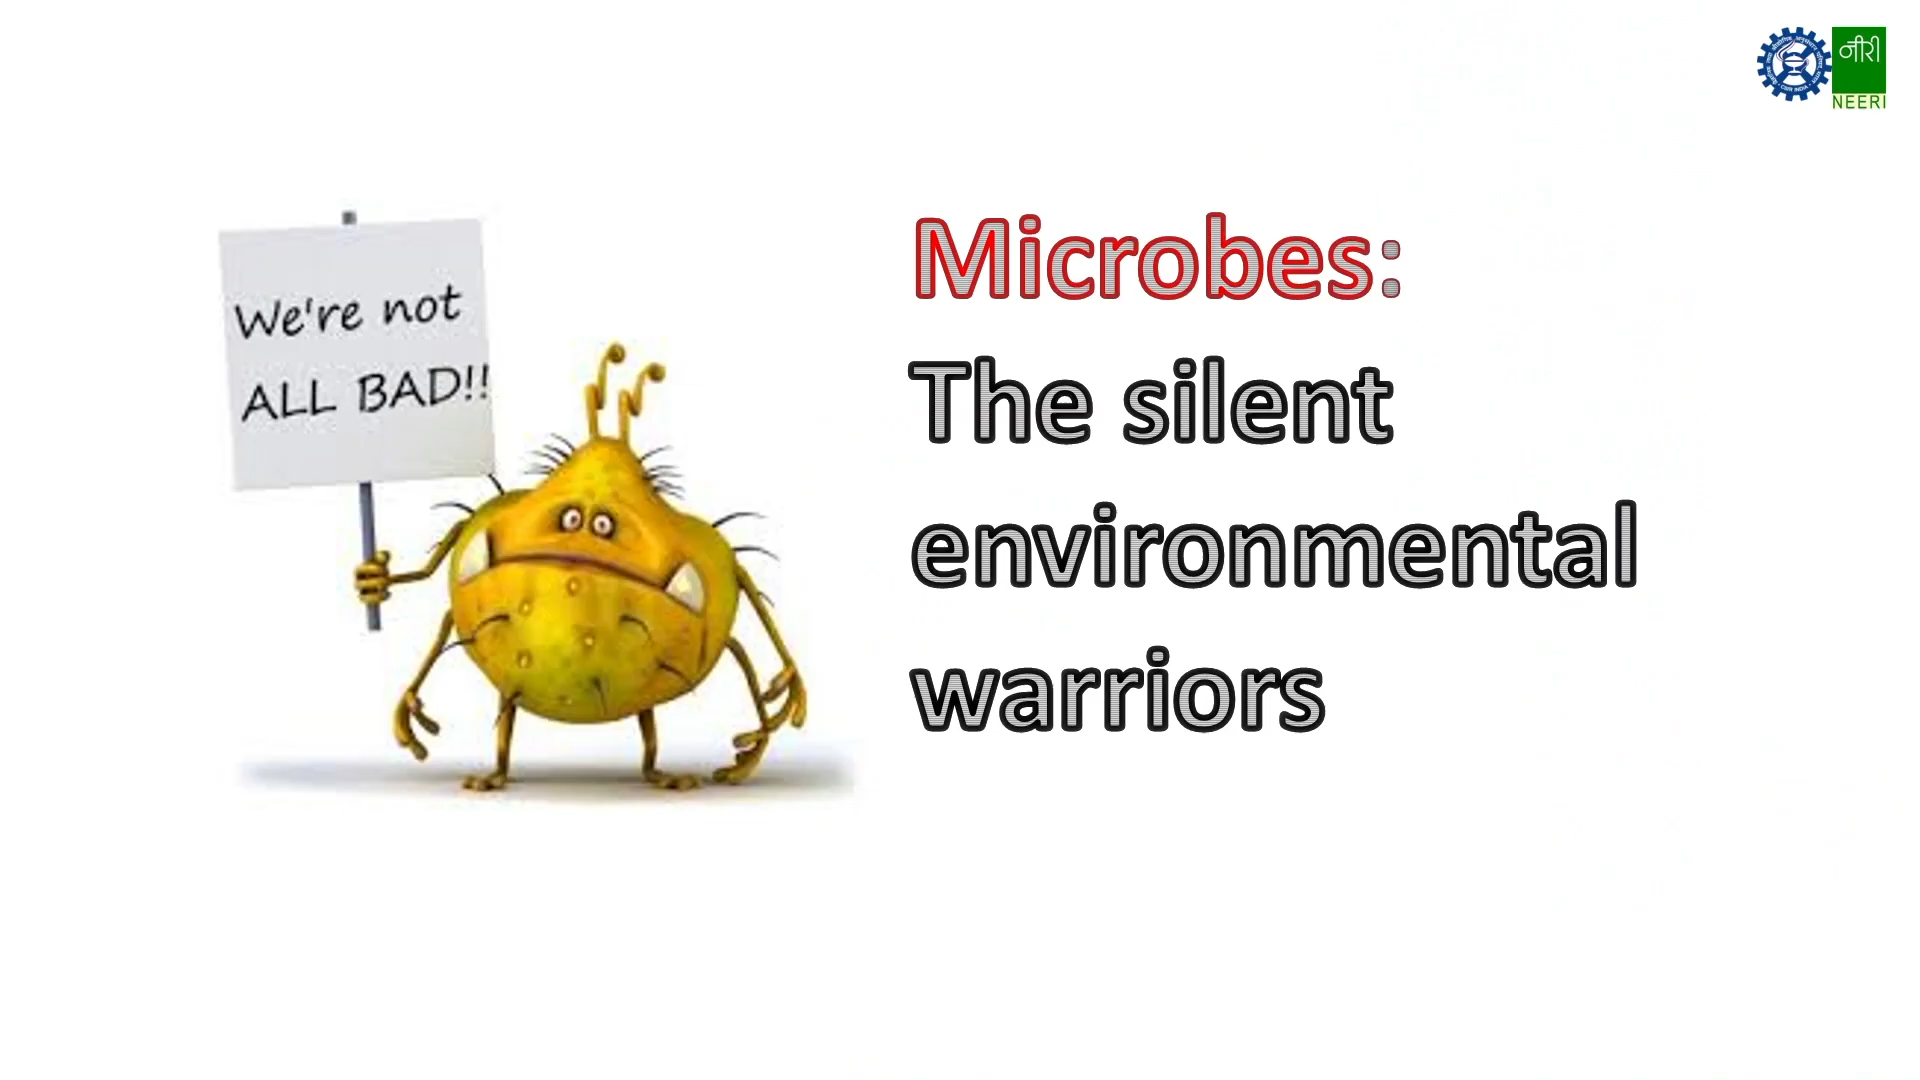 नीरी
NEERI
We're not
ALL BAD!!
Microbes:
The silent
environmental
warriors